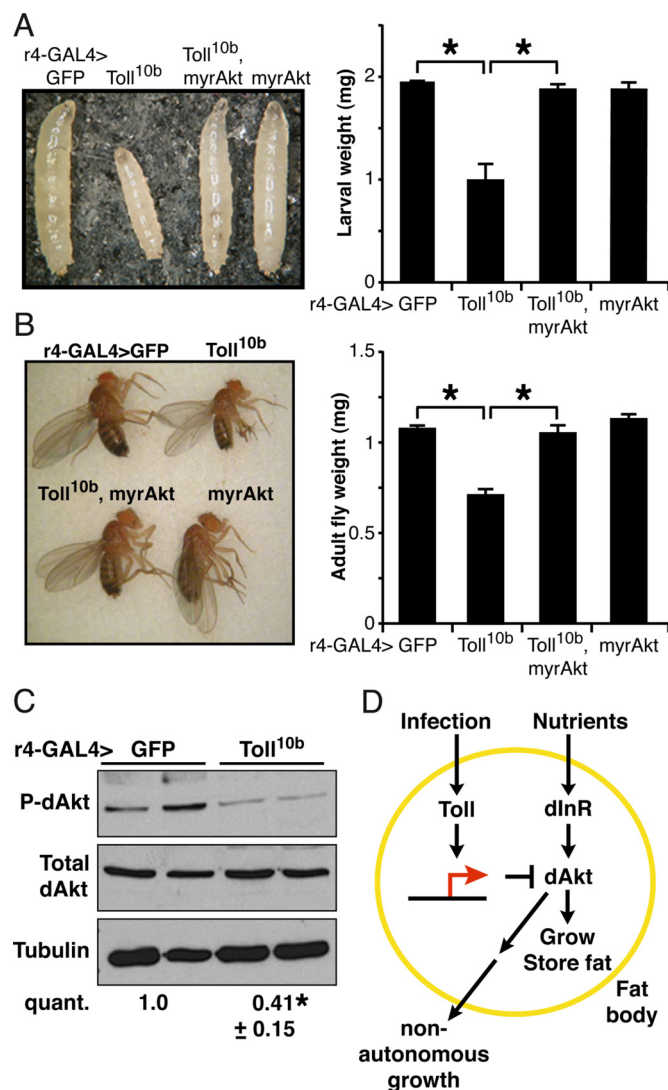 A
r4-GAL4>
GFP
Toll10b
Toll10b,
myrAkt
myrAkt
Larval weight (mg)
2
1
0
*
*
r4-GAL4> GFP
Toll10b
Toll10b,
myrAkt
myrAkt
B
r4-GAL4>GFP
Toll10b
Toll10b, myrAkt
myrAkt
Adult fly weight (mg)
1.5
1
0.5
0
*
*
r4-GAL4> GFP
Toll10b
Toll10b,
myrAkt
myrAkt
C
r4-GAL4>
GFP
Toll10b
P-dAkt
Total
dAkt
Tubulin
quant.
1.0
0.41*
± 0.15
D
Infection
Nutrients
Toll
dInR
dAkt
Grow
Store fat
Fat
body
non-
autonomous
growth